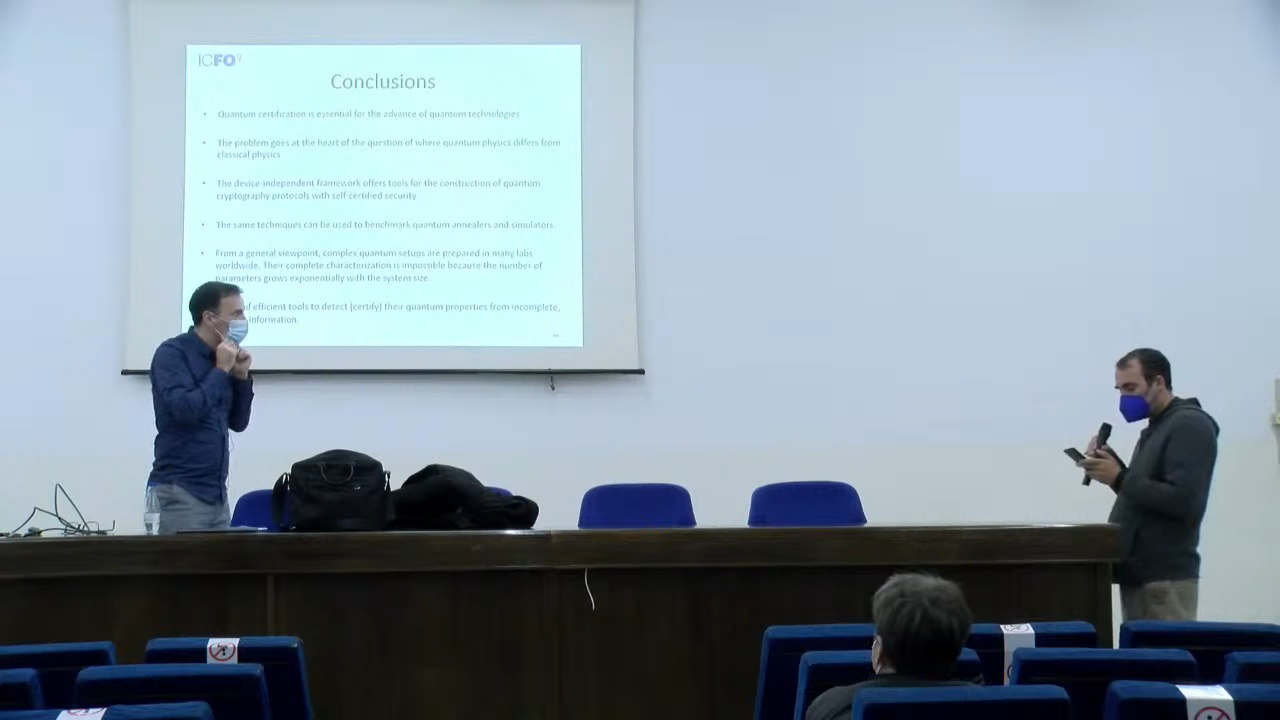 ICFO
Conclusions
• Quantum certification is essential for the advance of quantum technologies
• The problem goes at the heart of the question of where quantum physics differs from
classical physics
• The device-independent framework offers tools for the construction of quantum
cryptography protocols with self-certified security
• The same techniques can be used to benchmark quantum annealers and simulators.
• From a general viewpoint, complex quantum setups are prepared in many labs
worldwide. Their complete characterization is impossible because the number of
parameters grows exponentially with the system size.
efficient tools to detect (certify) their quantum properties from incomplete,
information.